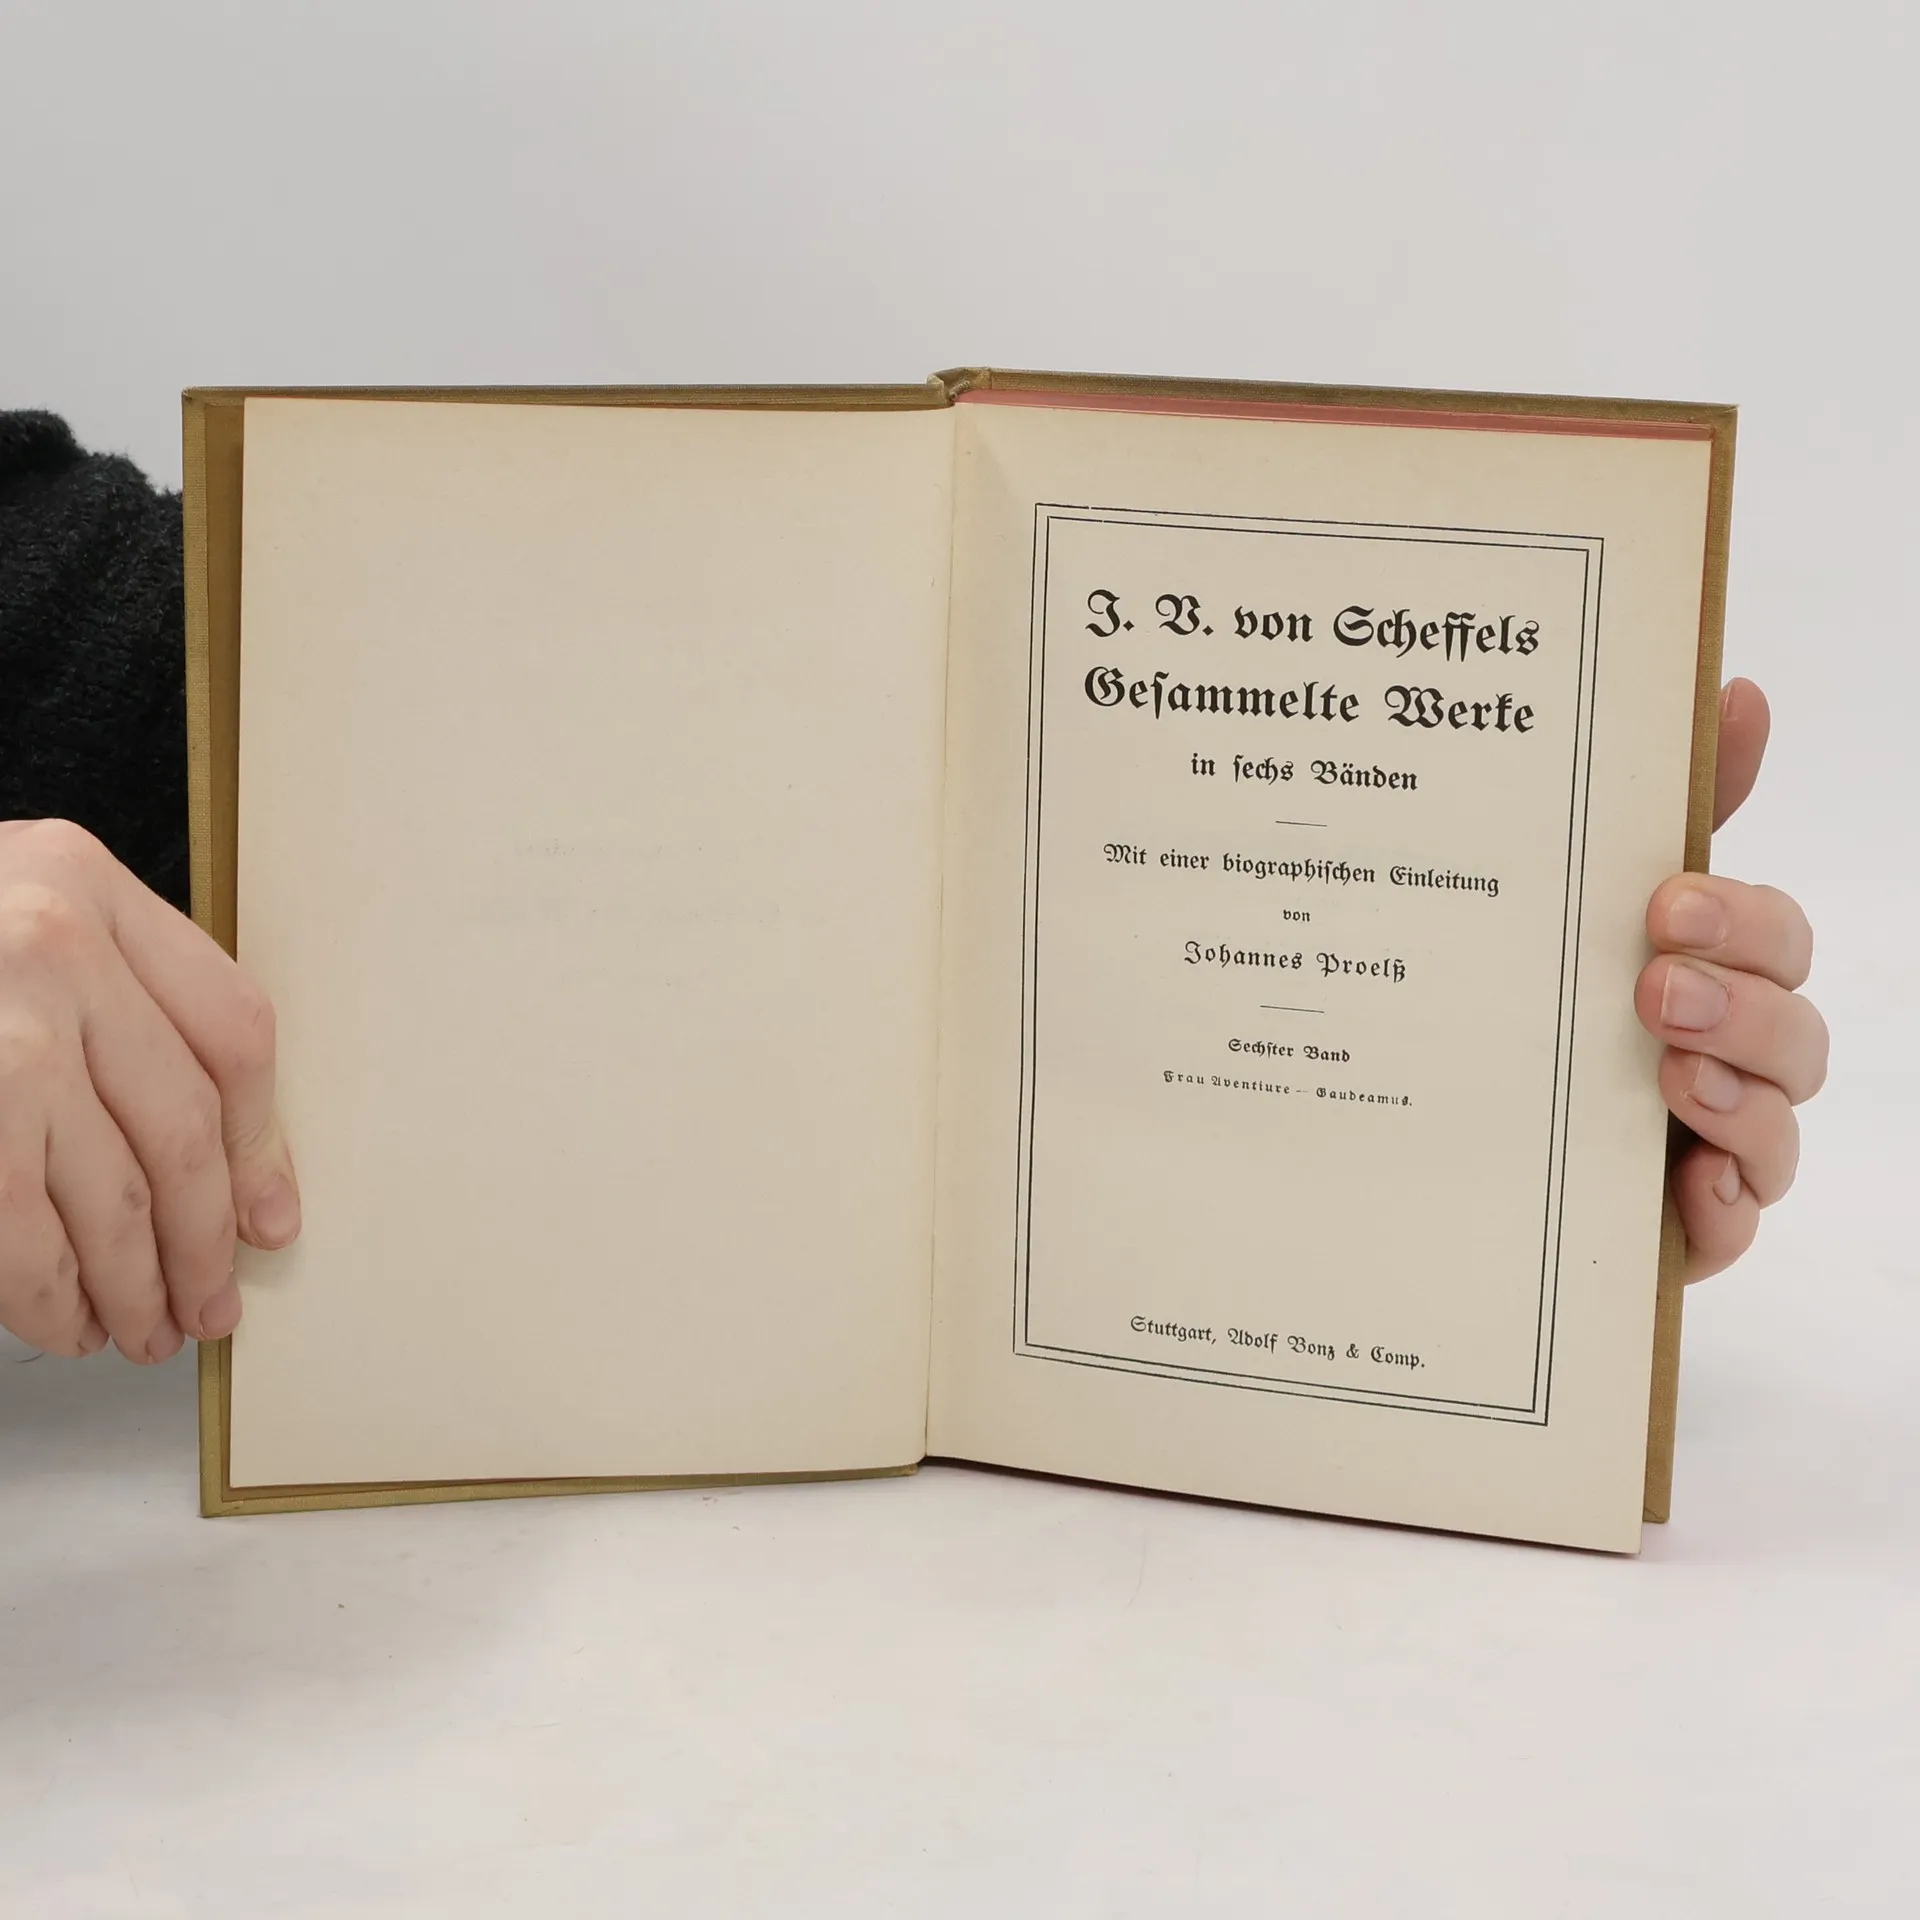 J. V. von Scheffels
Gesammelte Werke
in sechs Bänden
Mit einer biographischen Einleitung
von
Johannes Proelß
Sechster Band
Frau Aventiure — Gaudeamus.
Stuttgart, Adolf Bonz & Comp.